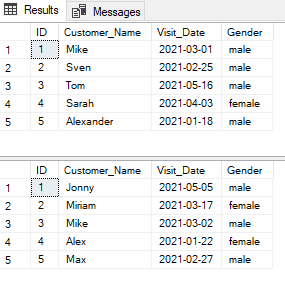 Results Messages
ID Customer_Name Visit_Date Gender
1 1 Mike 2021-03-01 male
2 2 Sven 2021-02-25 male
3 3 Tom 2021-05-16 male
4 4 Sarah 2021-04-03 female
5 5 Alexander 2021-01-18 male
ID Customer_Name Visit_Date Gender
1 1 Jonny 2021-05-05 male
2 2 Miriam 2021-03-17 female
3 3 Mike 2021-03-02 male
4 4 Alex 2021-01-22 female
5 5 Max 2021-02-27 male